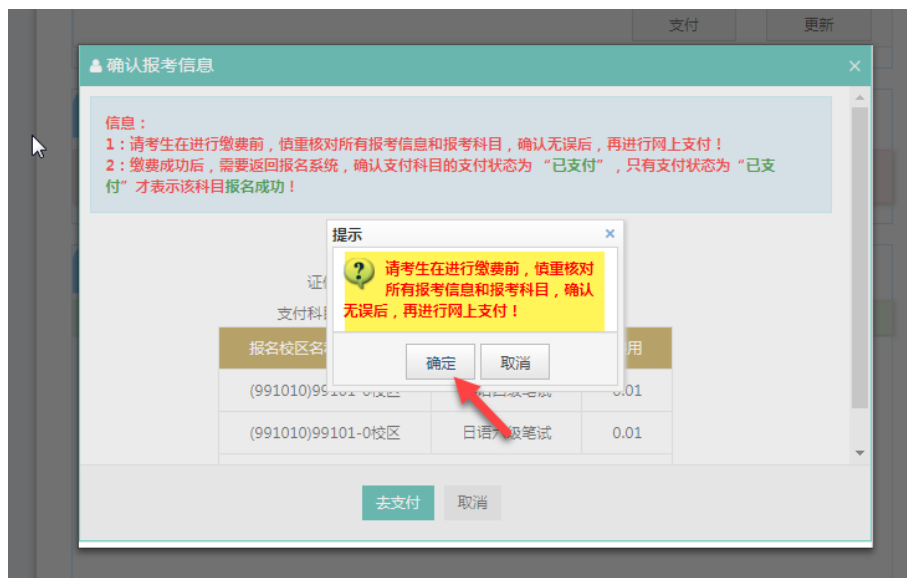 支付 更新
确认报考信息 ×
信息：
1：请考生在进行缴费前，慎重核对所有报考信息和报考科目，确认无误后，再进行网上支付！
2：缴费成功后，需要返回报名系统，确认支付科目的支付状态为 “已支付”，只有支付状态为“已支
付”才表示该科目报名成功！
提示 ×
请考生在进行缴费前，慎重核对
所有报考信息和报考科目，确认
无误后，再进行网上支付！
支付科
报名校区名 用
确定 取消
(991010)99101-0校区 0.01
(991010)99101-0校区 日语六级笔试 0.01
去支付 取消